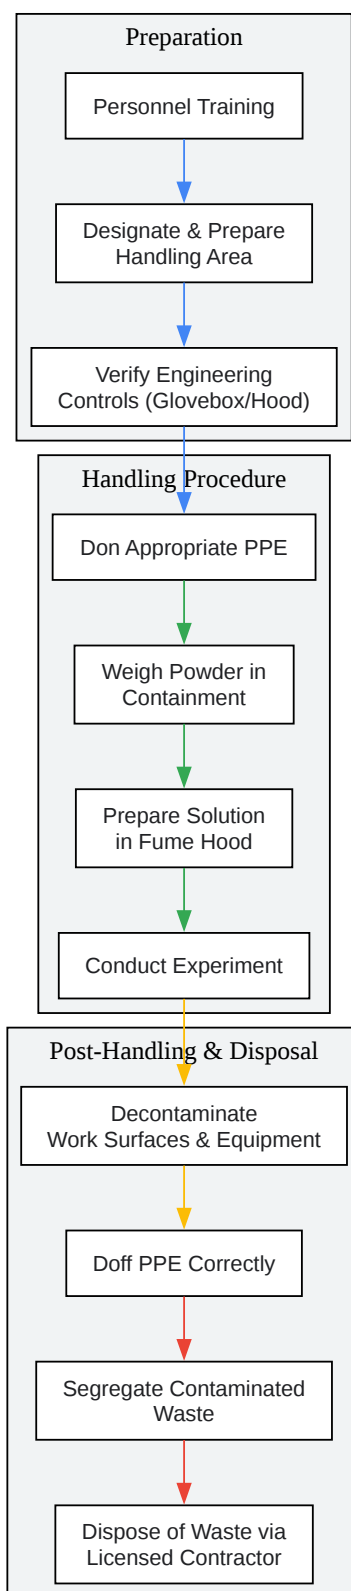 Preparation
Personnel Training
Designate & Prepare
Handling Area
Verify Engineering
Controls (Glovebox/Hood)
Handling Procedure
Don Appropriate PPE
Weigh Powder in
Containment
Prepare Solution
in Fume Hood
Conduct Experiment
Post-Handling & Disposal
Decontaminate
Work Surfaces & Equipment
Doff PPE Correctly
Segregate Contaminated
Waste
Dispose of Waste via
Licensed Contractor